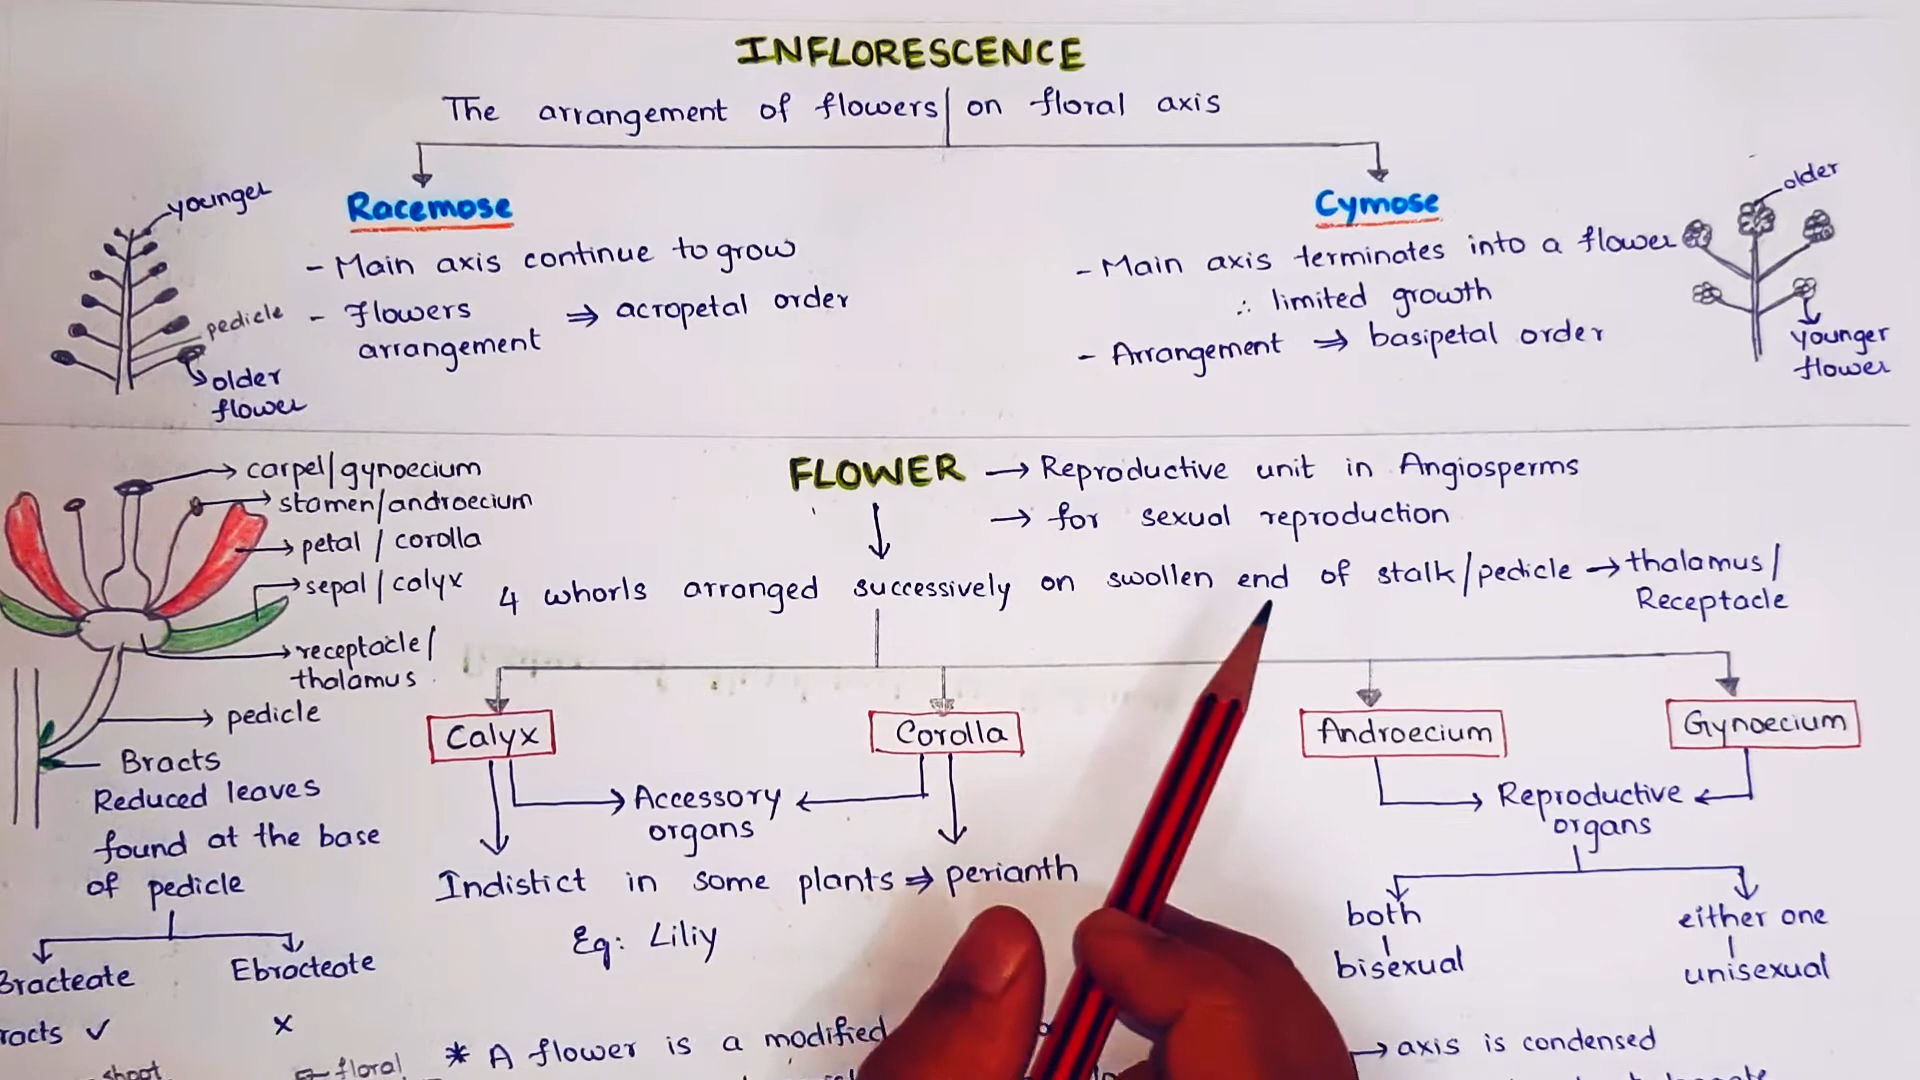 INFLORESCENCE
The arrangement of flowers on floral axis
Racemose
- Main axis continue to grow
- Flowers arrangement ⇒ acropetal order
younger
pedicle
older
flower
Cymose
- Main axis terminates into a flower
∴ limited growth
- Arrangement ⇒ basipetal order
older
younger
flower
FLOWER → Reproductive unit in Angiosperms
→ for sexual reproduction
4 whorls arranged successively on swollen end of stalk/pedicle → thalamus/
Receptacle
carpel/gynoecium
stamen/androecium
petal / corolla
sepal / calyx
receptacle/
thalamus
pedicle
Bracts
Reduced leaves
found at the base
of pedicle
Bracteate
Ebracteate
racts ✓
x
shoot
floral
Calyx
Corolla
Androecium
Gynoecium
Accessory
organs
Reproductive
organs
Indistict in some plants ⇒ perianth
Eg: Liliy
both
bisexual
either one
unisexual
* A flower is a modified
→ axis is condensed